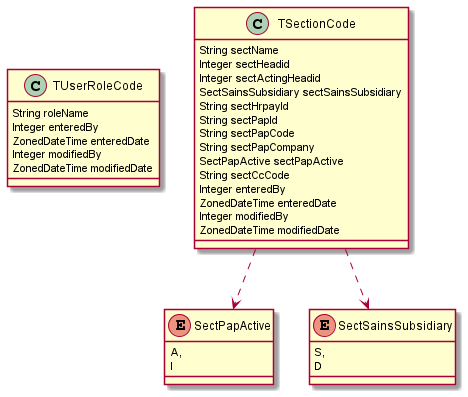 C TUserRoleCode
String roleName
Integer enteredBy
ZonedDateTime enteredDate
Integer modifiedBy
ZonedDateTime modifiedDate
C TSectionCode
String sectName
Integer sectHeadid
Integer sectActingHeadid
SectSainsSubsidiary sectSainsSubsidiary
String sectHrpayId
String sectPapId
String sectPapCode
String sectPapCompany
SectPapActive sectPapActive
String sectCcCode
Integer enteredBy
ZonedDateTime enteredDate
Integer modifiedBy
ZonedDateTime modifiedDate
E SectPapActive
A,
I
E SectSainsSubsidiary
S,
D